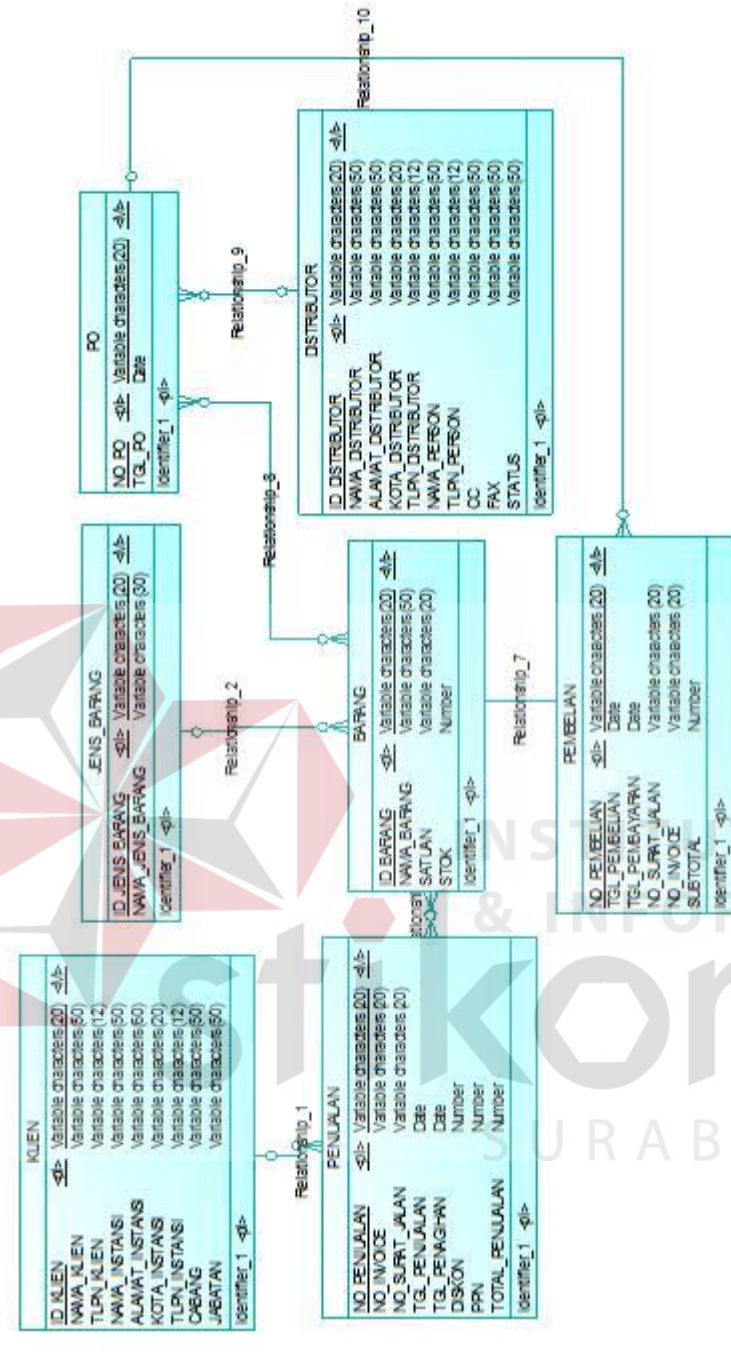 KLIEN
ID_KLIEN <pi> Variable characters (20) <M>
NAMA_KLIEN Variable characters (50)
TLPN_KLIEN Variable characters (12)
NAMA_INSTANSI Variable characters (50)
ALAMAT_INSTANSI Variable characters (50)
KOTA_INSTANSI Variable characters (20)
TLPN_INSTANSI Variable characters (12)
CABANG Variable characters (50)
JABATAN Variable characters (50)
Identifier_1 <pi>
Relationship_1
PENJUALAN
NO_PENJUALAN <pi> Variable characters (20) <M>
NO_INVOICE Variable characters (20)
NO_SURAT_JALAN Variable characters (20)
TGL_PENJUALAN Date
TGL_PENAGIHAN Date
DISKON Number
PPN Number
TOTAL_PENJUALAN Number
Identifier_1 <pi>
JENIS_BARANG
ID_JENIS_BARANG <pi> Variable characters (20) <M>
NAMA_JENIS_BARANG Variable characters (30)
Identifier_1 <pi>
Relationship_2
BARANG
ID_BARANG <pi> Variable characters (20) <M>
NAMA_BARANG Variable characters (50)
SATUAN Variable characters (20)
STOK Number
Identifier_1 <pi>
Relationship_7
PEMBELIAN
NO_PEMBELIAN <pi> Variable characters (20) <M>
TGL_PEMBELIAN Date
TGL_PEMBAYARAN Date
NO_SURAT_JALAN Variable characters (20)
NO_INVOICE Variable characters (20)
SUBTOTAL Number
Identifier_1 <pi>
PO
NO_PO <pi> Variable characters (20) <M>
TGL_PO Date
Identifier_1 <pi>
Relationship_8
Relationship_9
DISTRIBUTOR
ID_DISTRIBUTOR <pi> Variable characters (20) <M>
NAMA_DISTRIBUTOR Variable characters (50)
ALAMAT_DISTRIBUTOR Variable characters (50)
KOTA_DISTRIBUTOR Variable characters (20)
TLPN_DISTRIBUTOR Variable characters (12)
NAMA_PERSON Variable characters (50)
TLPN_PERSON Variable characters (12)
CC Variable characters (50)
FAX Variable characters (50)
STATUS Variable characters (50)
Identifier_1 <pi>
Relationship_10
INSTITU
& INFOR
stikor
SURAB